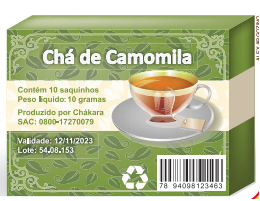 Chá de Camomila
Contém 10 saquinhos
Peso líquido: 10 gramas
Produzido por Chákara
SAC: 0800-17270079
Validade: 12/11/2023
Lote: 54.08.153
78 94098123463